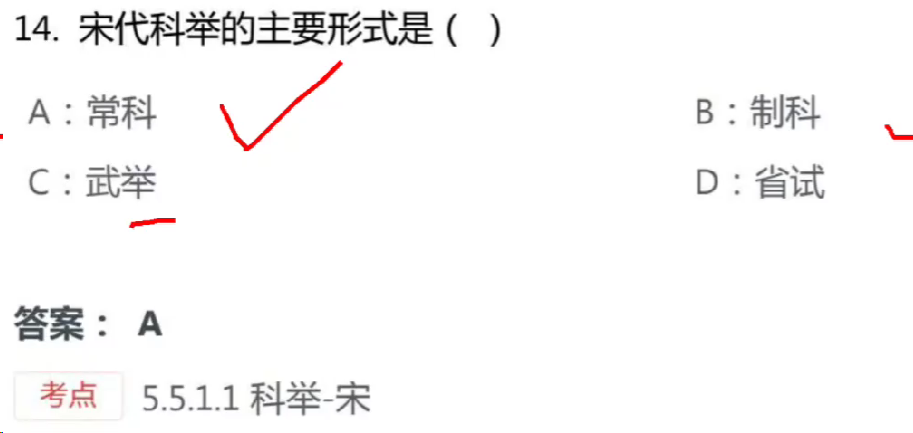 14. 宋代科举的主要形式是（ ）
A：常科 B：制科
C：武举 D：省试
答案： A
考点 5.5.1.1 科举-宋